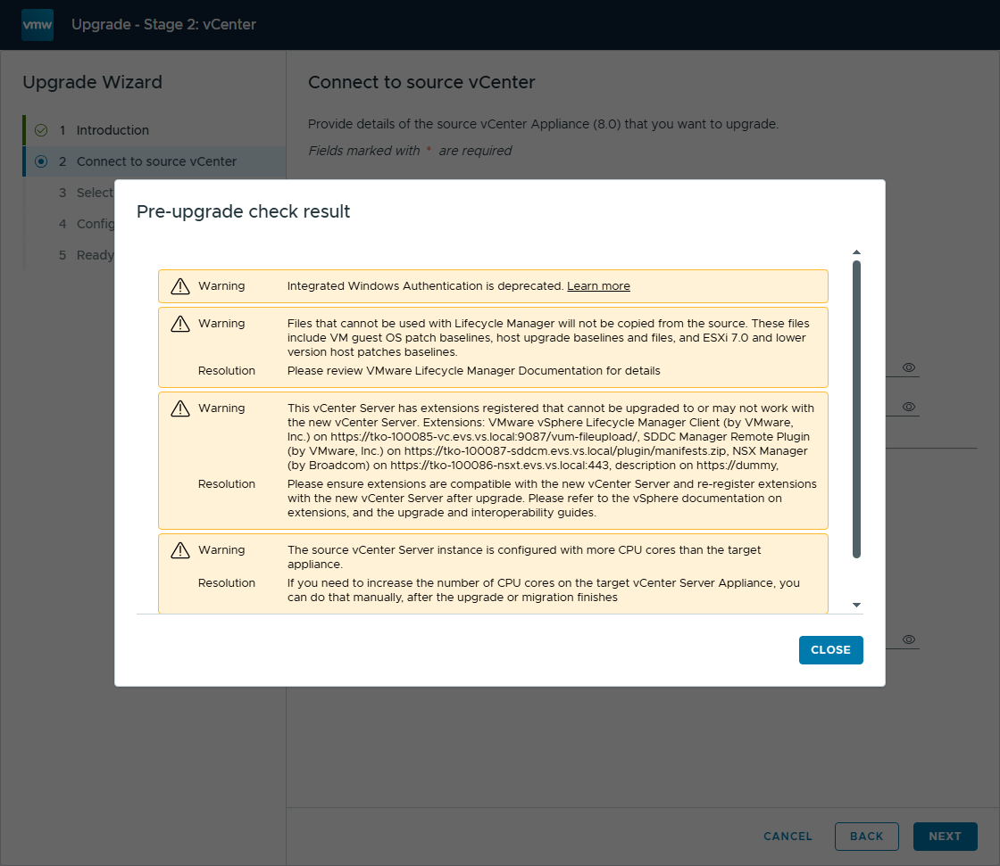 vmw Upgrade - Stage 2: vCenter
Upgrade Wizard
1 Introduction
2 Connect to source vCenter
3 Select
4 Config
5 Ready
Connect to source vCenter
Provide details of the source vCenter Appliance (8.0) that you want to upgrade.
Fields marked with * are required
Pre-upgrade check result
Warning Integrated Windows Authentication is deprecated. Learn more
Warning Files that cannot be used with Lifecycle Manager will not be copied from the source. These files
include VM guest OS patch baselines, host upgrade baselines and files, and ESXi 7.0 and lower
version host patches baselines.
Resolution Please review VMware Lifecycle Manager Documentation for details
Warning This vCenter Server has extensions registered that cannot be upgraded to or may not work with
the new vCenter Server. Extensions: VMware vSphere Lifecycle Manager Client (by VMware,
Inc.) on https://tko-100085-vc.evs.vs.local:9087/vum-fileupload/, SDDC Manager Remote Plugin
(by VMware, Inc.) on https://tko-100087-sddcm.evs.vs.local/plugin/manifests.zip, NSX Manager
(by Broadcom) on https://tko-100086-nsxt.evs.vs.local:443, description on https://dummy,
Resolution Please ensure extensions are compatible with the new vCenter Server and re-register extensions
with the new vCenter Server after upgrade. Please refer to the vSphere documentation on
extensions, and the upgrade and interoperability guides.
Warning The source vCenter Server instance is configured with more CPU cores than the target
appliance.
Resolution If you need to increase the number of CPU cores on the target vCenter Server Appliance, you
can do that manually, after the upgrade or migration finishes
CLOSE
CANCEL BACK NEXT